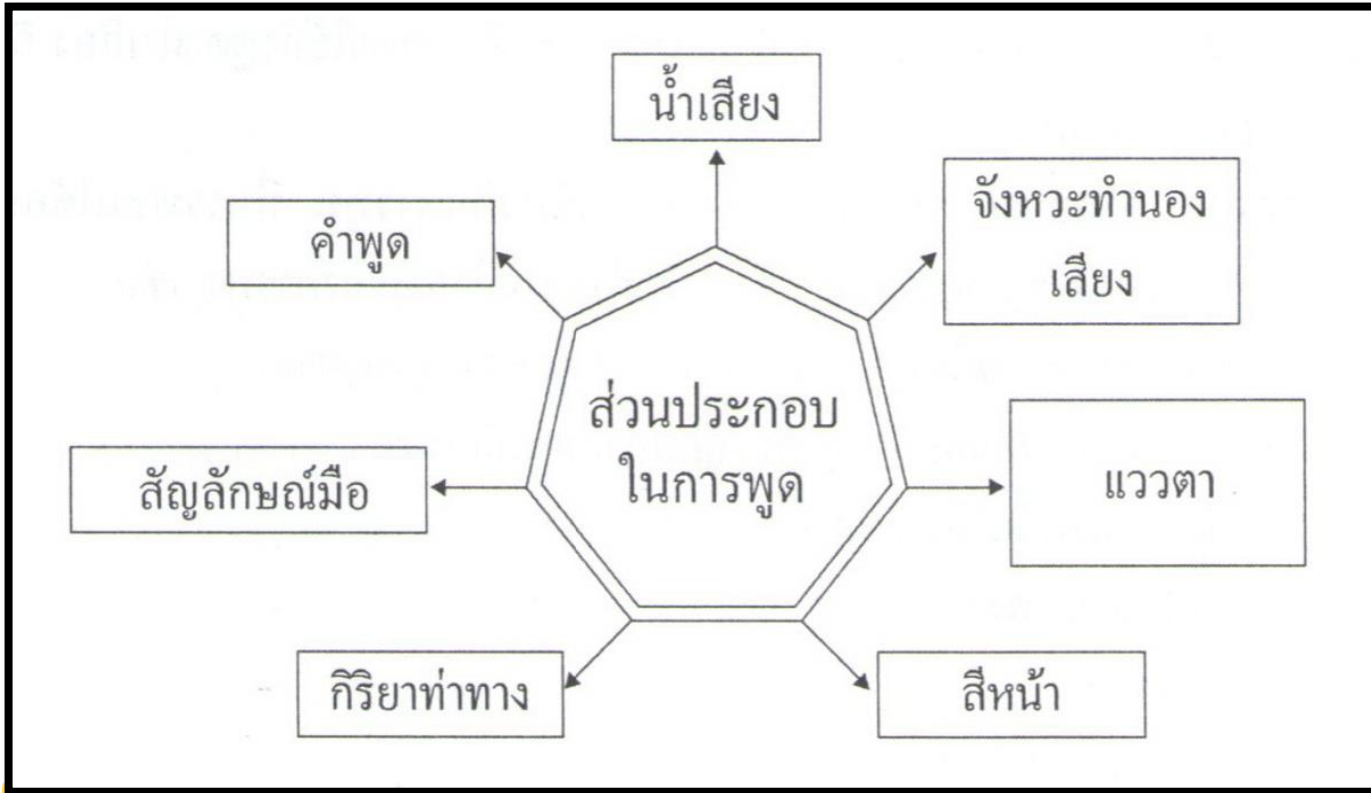 น้ำเสียง
จังหวะทำนอง
เสียง
คำพูด
ส่วนประกอบ
ในการพูด
แววตา
สัญลักษณ์มือ
กิริยาท่าทาง
สีหน้า